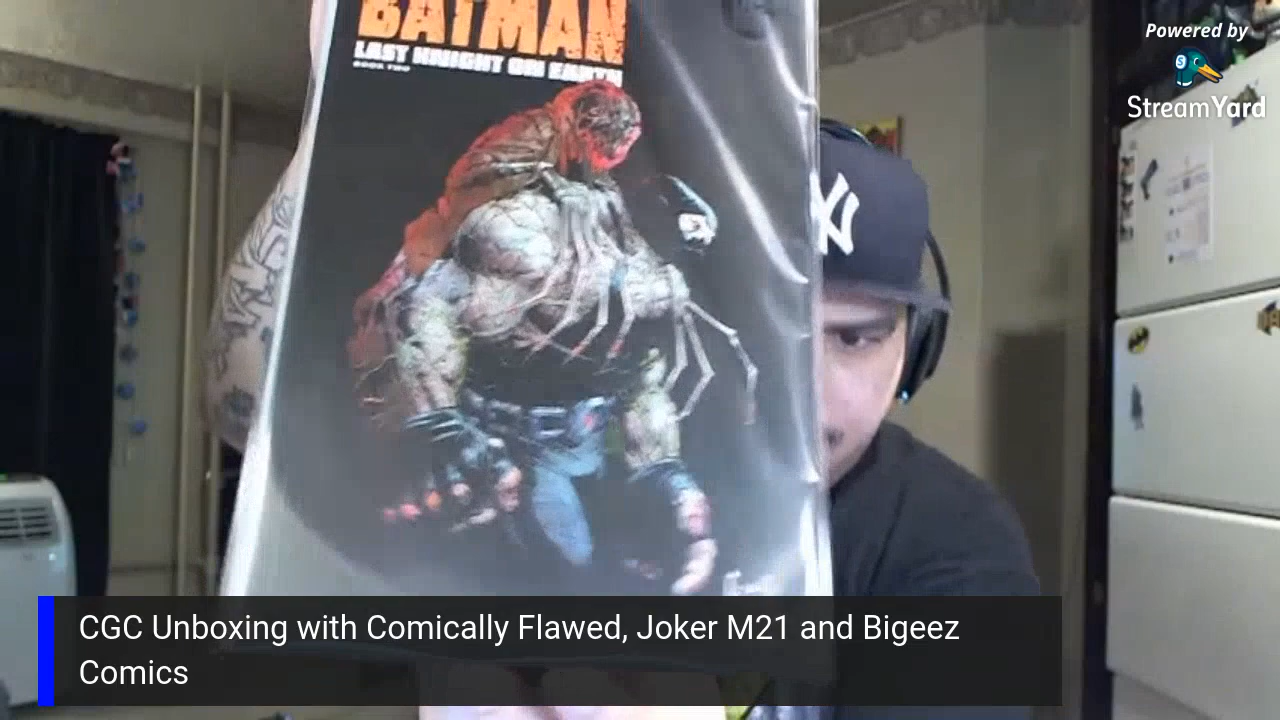 BATMAN
LAST KNIGHT ON EARTH
BOOK TWO
Powered by
StreamYard
NY
CGC Unboxing with Comically Flawed, Joker M21 and Bigeez
Comics